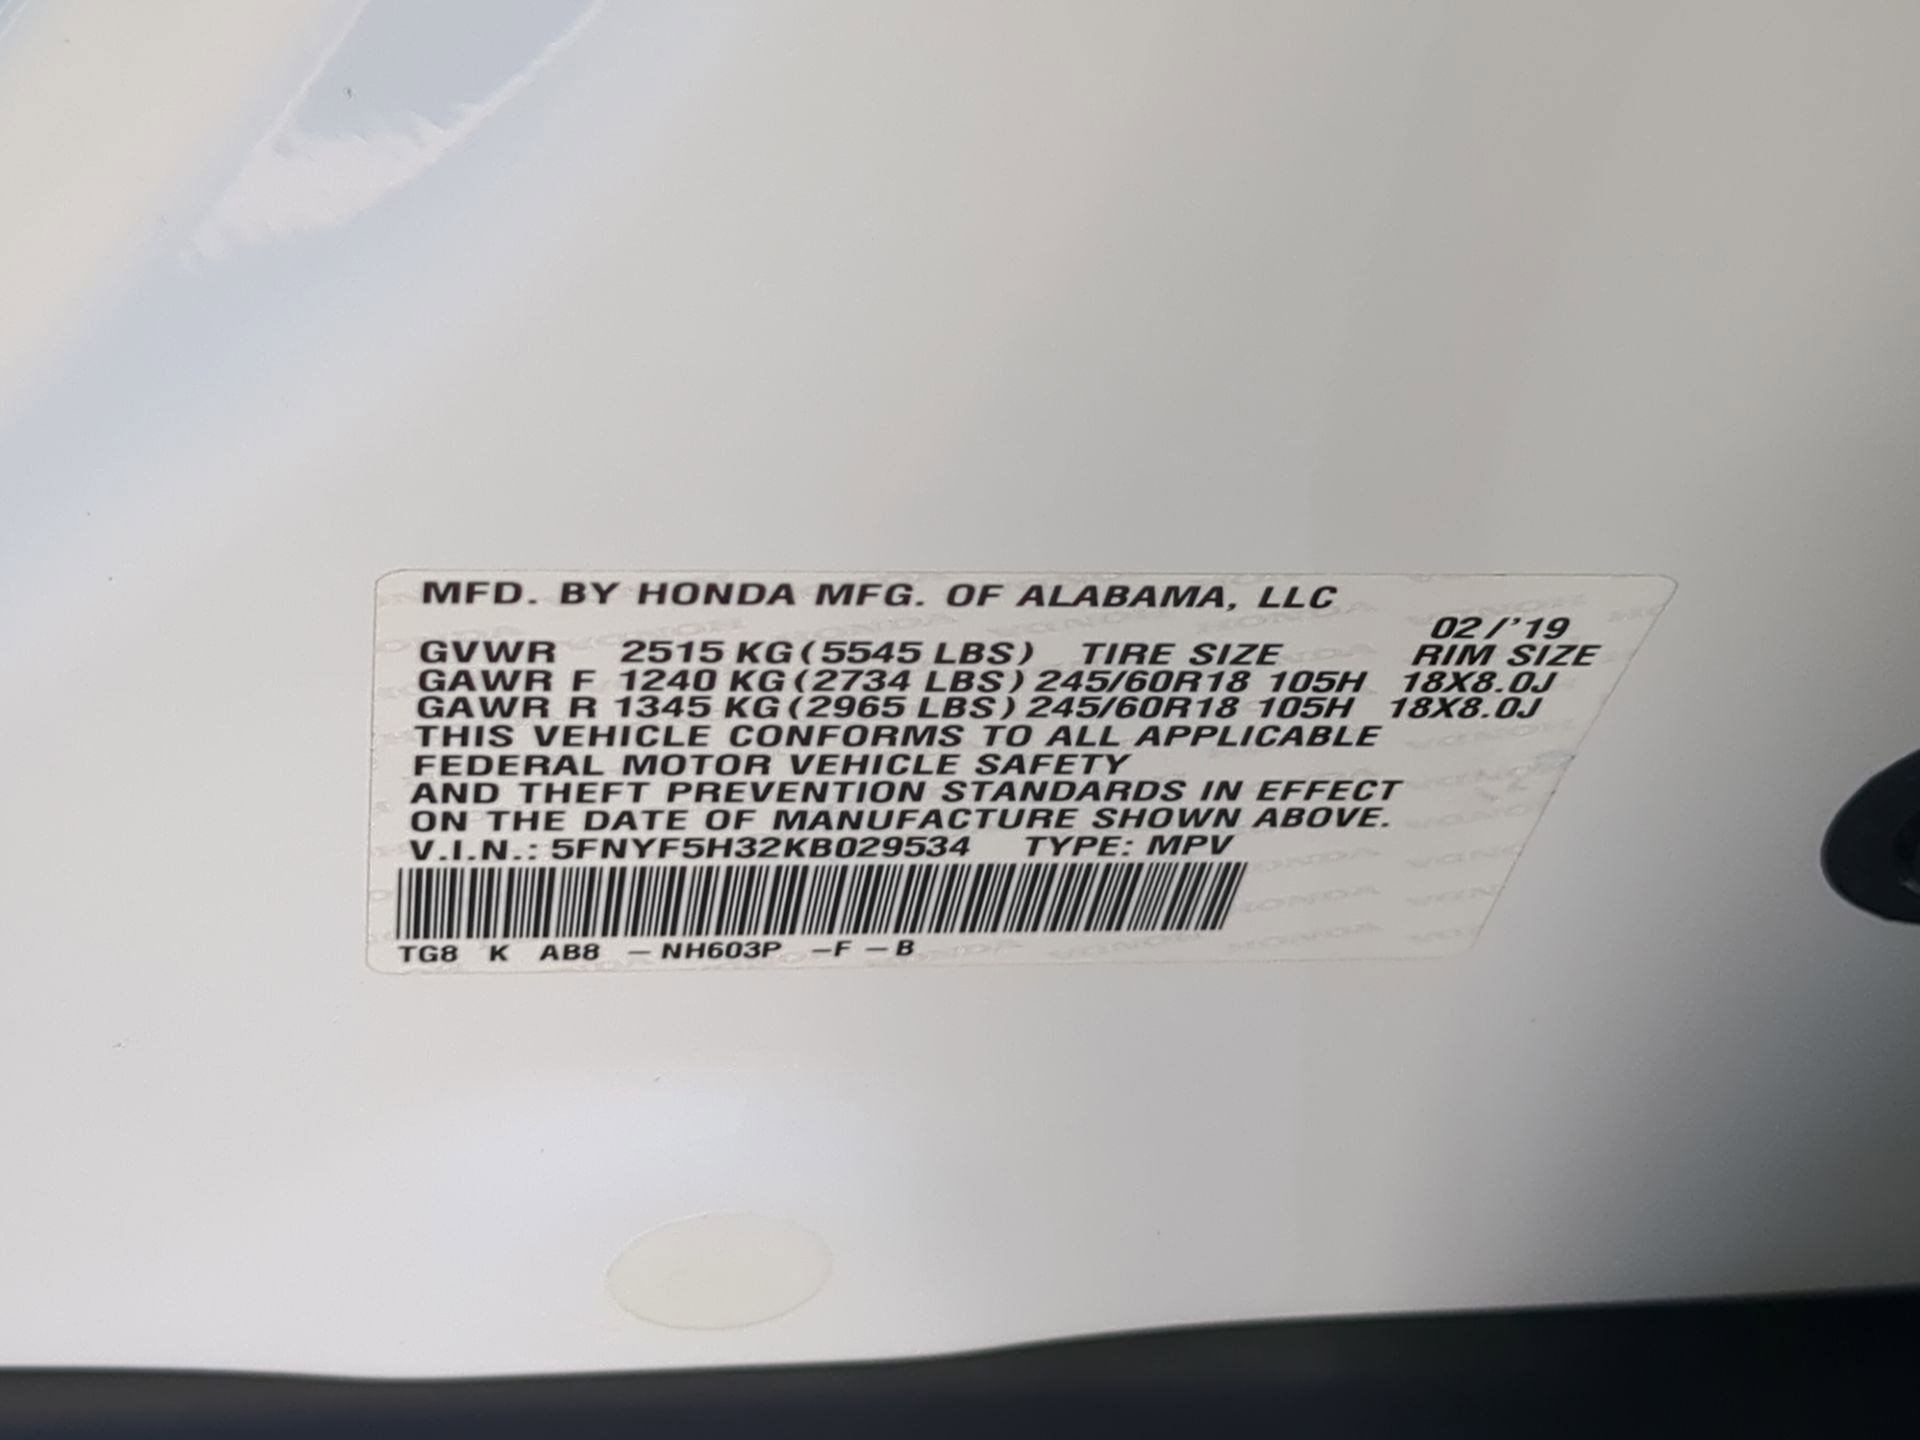 MFD. BY HONDA MFG. OF ALABAMA, LLC
02/'19
GVWR 2515 KG (5545 LBS) TIRE SIZE RIM SIZE
GAWR F 1240 KG (2734 LBS) 245/60R18 105H 18X8.0J
GAWR R 1345 KG (2965 LBS) 245/60R18 105H 18X8.0J
THIS VEHICLE CONFORMS TO ALL APPLICABLE
FEDERAL MOTOR VEHICLE SAFETY
AND THEFT PREVENTION STANDARDS IN EFFECT
ON THE DATE OF MANUFACTURE SHOWN ABOVE.
V.I.N.: 5FNYF5H32KB029534 TYPE: MPV
TG8 K AB8 – NH603P –F – B